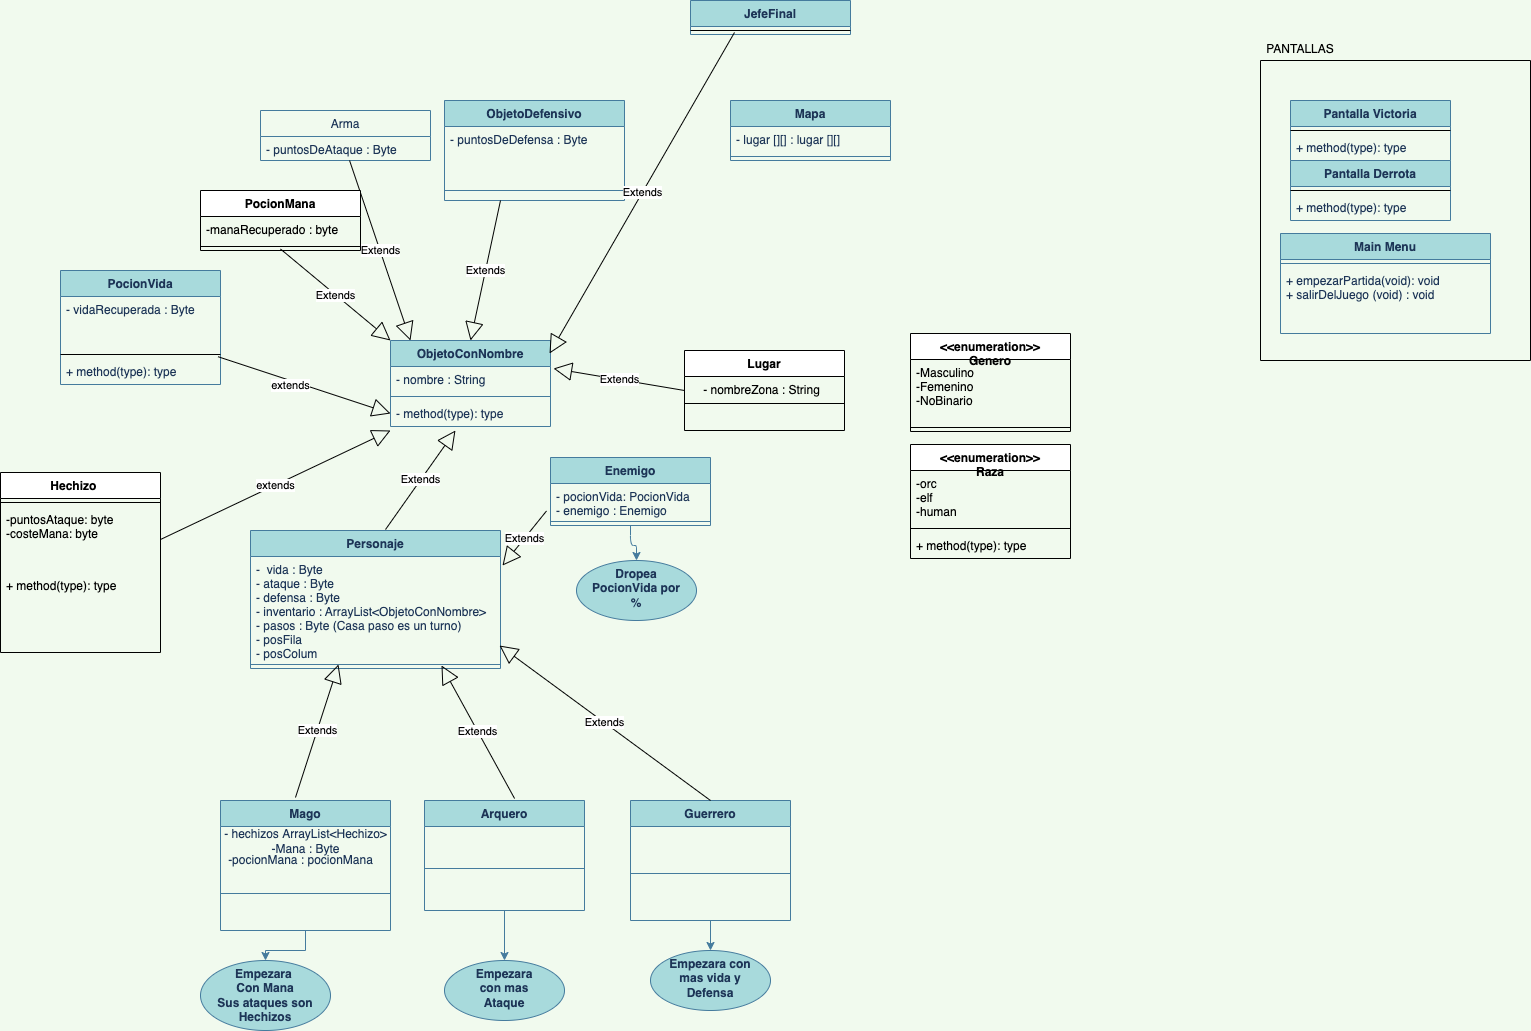 JefeFinal
PANTALLAS
Arma
- puntosDeAtaque : Byte
ObjetoDefensivo
- puntosDeDefensa : Byte
Mapa
- lugar [][] : lugar [][]
Pantalla Victoria
+ method(type): type
Pantalla Derrota
+ method(type): type
Main Menu
+ empezarPartida(void): void
+ salirDelJuego (void) : void
PocionMana
-manaRecuperado : byte
Extends
Extends
Extends
Extends
PocionVida
- vidaRecuperada : Byte
+ method(type): type
extends
ObjetoConNombre
- nombre : String
- method(type): type
Extends
Lugar
- nombreZona : String
<<enumeration>>
Genero
-Masculino
-Femenino
-NoBinario
<<enumeration>>
Raza
-orc
-elf
-human
+ method(type): type
Hechizo
-puntosAtaque: byte
-costeMana: byte
+ method(type): type
extends
Extends
Enemigo
- pocionVida: PocionVida
- enemigo : Enemigo
Extends
Dropea
PocionVida por
%
Personaje
- vida : Byte
- ataque : Byte
- defensa : Byte
- inventario : ArrayList<ObjetoConNombre>
- pasos : Byte (Casa paso es un turno)
- posFila
- posColum
Extends
Extends
Extends
Mago
- hechizos ArrayList<Hechizo>
-Mana : Byte
-pocionMana : pocionMana
Arquero
Guerrero
Empezara
Con Mana
Sus ataques son
Hechizos
Empezara
con mas
Ataque
Empezara con
mas vida y
Defensa